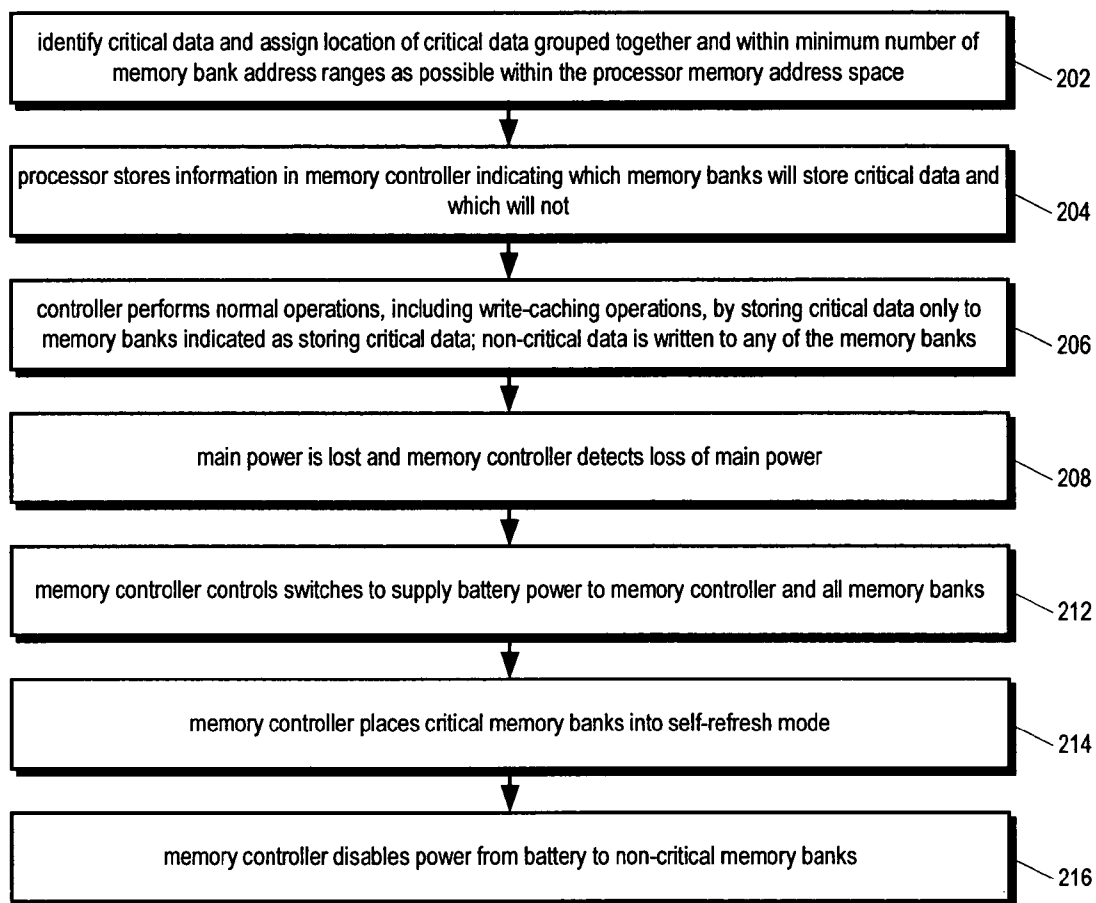 identify critical data and assign location of critical data grouped together and within minimum number of
memory bank address ranges as possible within the processor memory address space
202
processor stores information in memory controller indicating which memory banks will store critical data and
which will not
204
controller performs normal operations, including write-caching operations, by storing critical data only to
memory banks indicated as storing critical data; non-critical data is written to any of the memory banks
206
main power is lost and memory controller detects loss of main power
208
memory controller controls switches to supply battery power to memory controller and all memory banks
212
memory controller places critical memory banks into self-refresh mode
214
memory controller disables power from battery to non-critical memory banks
216